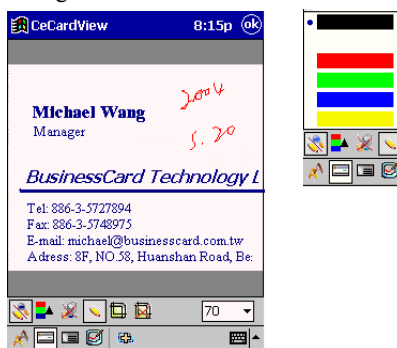 CeCardView 8:15p ok
2004
Michael Wang
Manager
5.20
BusinessCard Technology L
Tel: 886-3-5727894
Fax: 886-3-5748975
E-mail: michael@businesscard.com.tw
Adress: 8F, NO.58, Huanshan Road, Be:
70